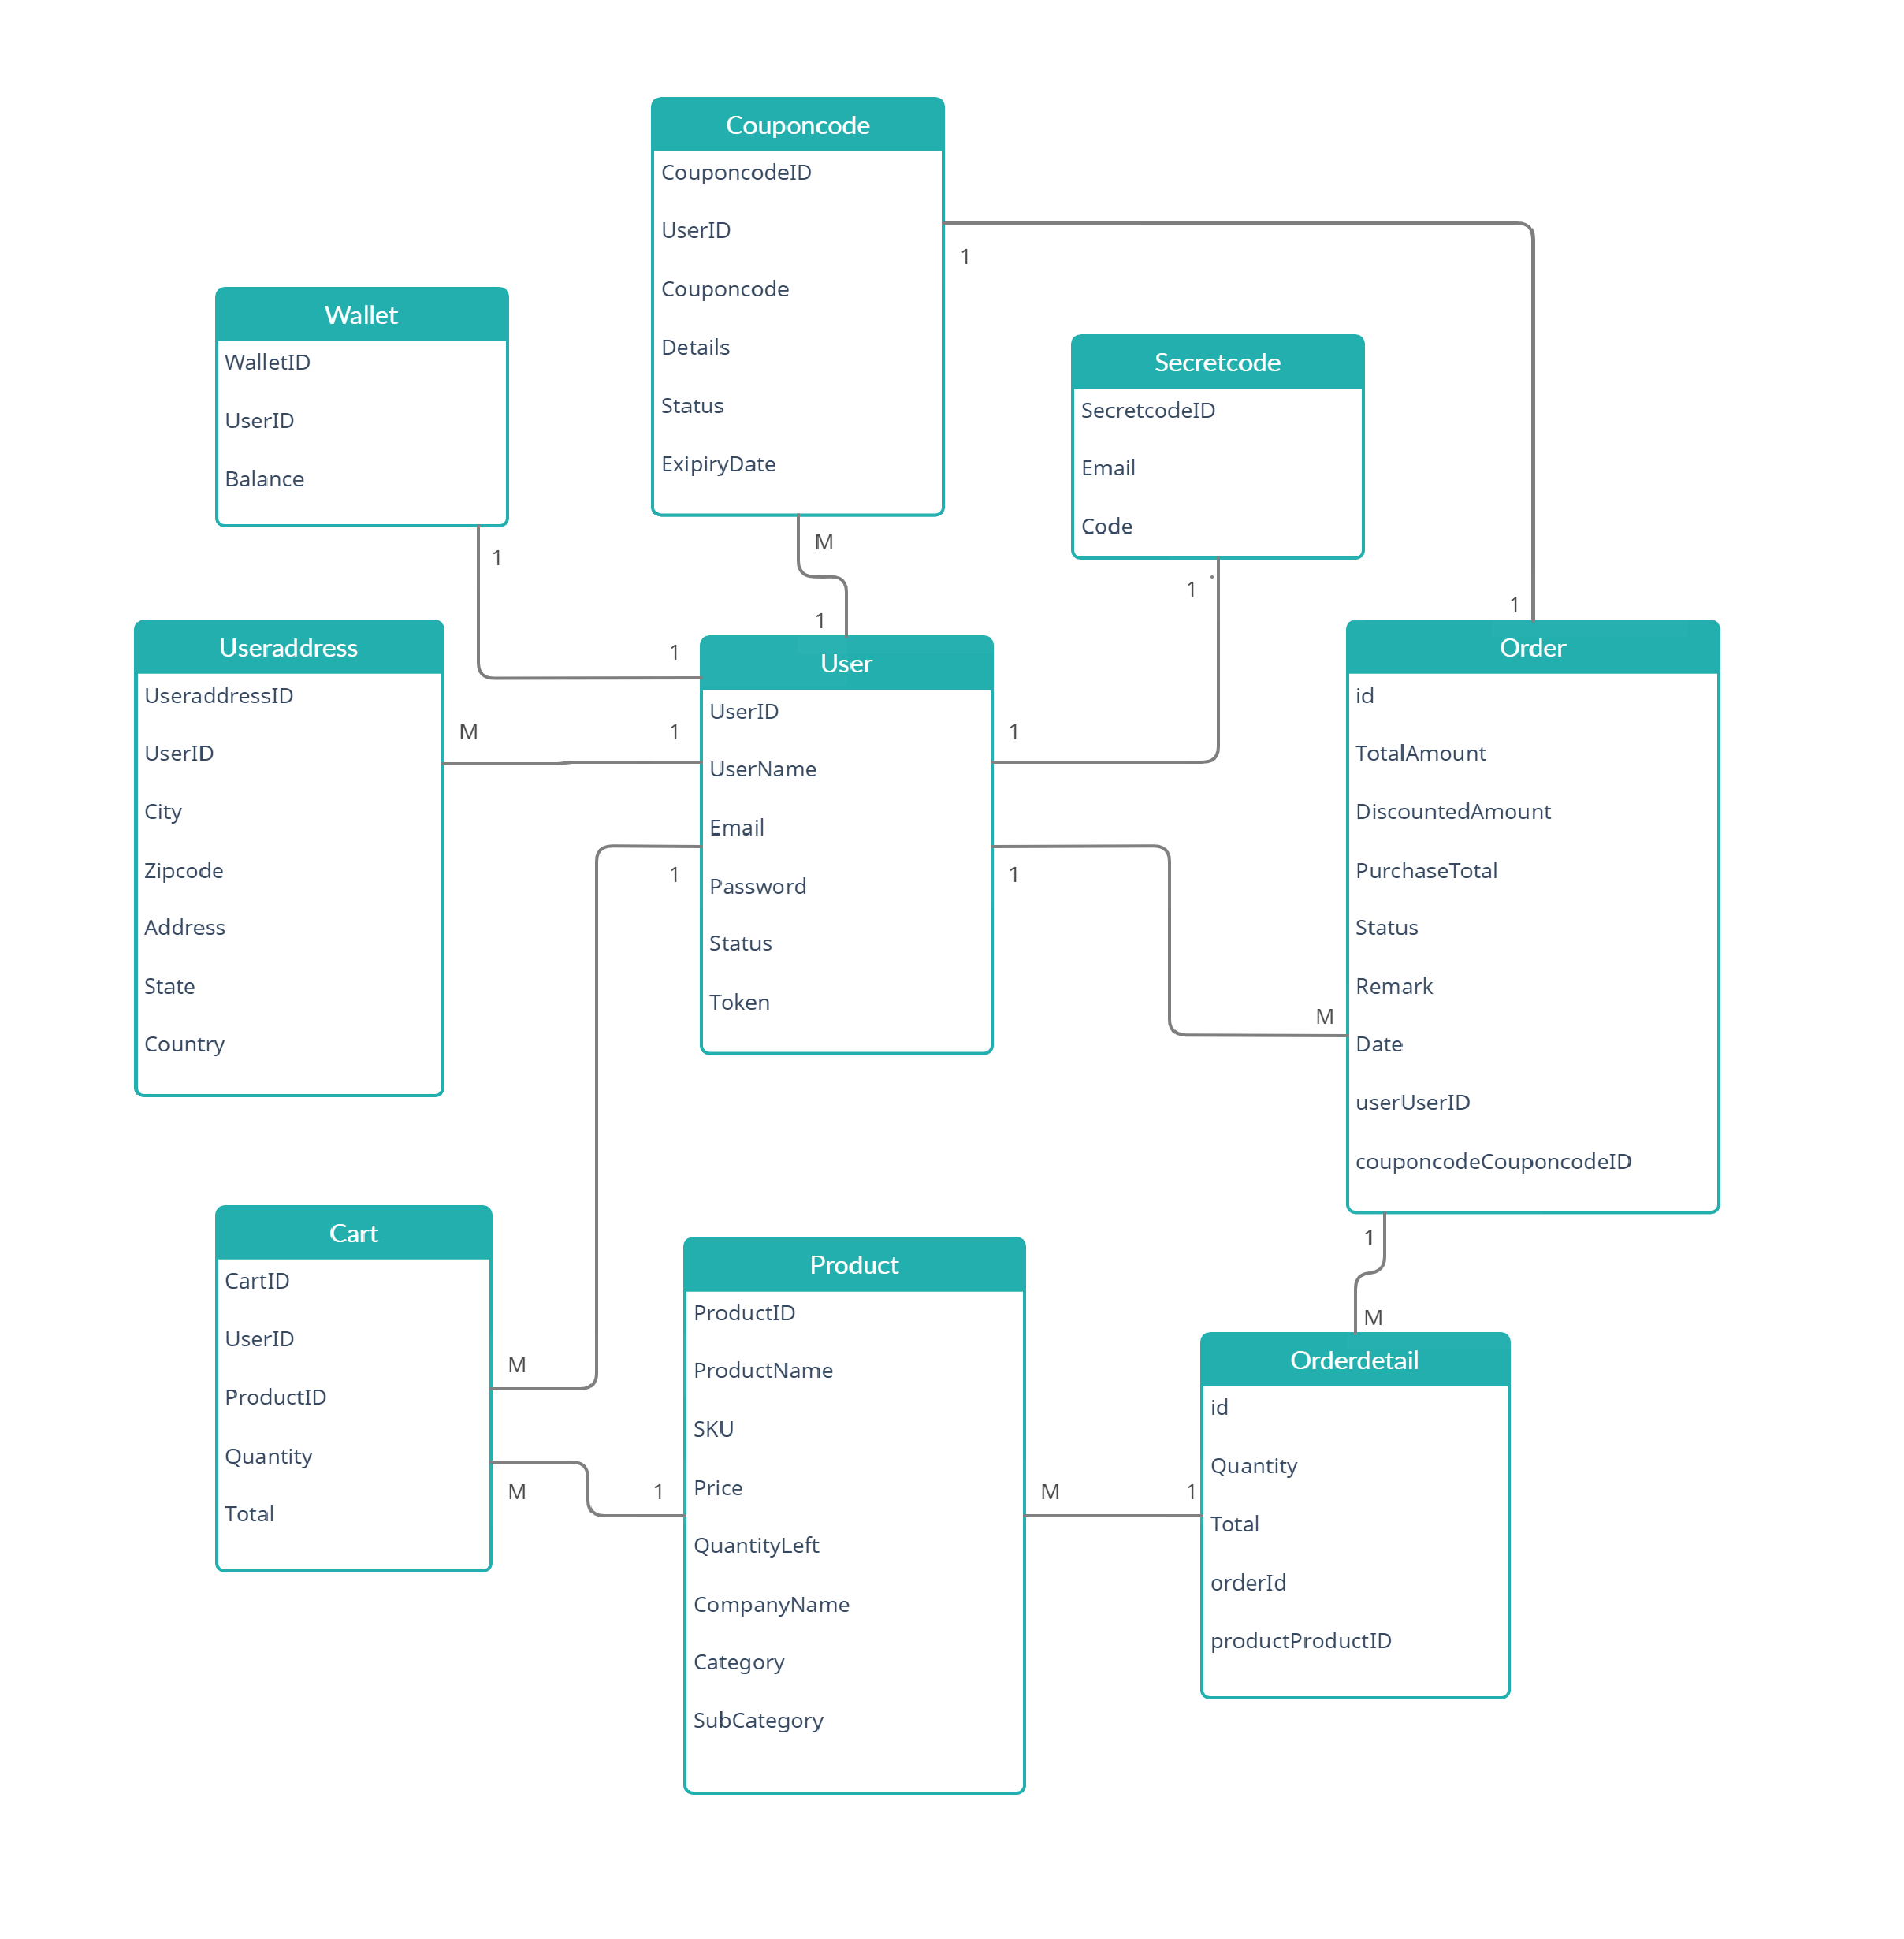 Couponcode
CouponcodeID
UserID
Couponcode
Details
Status
ExipiryDate
1
M
Wallet
WalletID
UserID
Balance
1
Secretcode
SecretcodeID
Email
Code
1
Useraddress
UseraddressID
UserID
City
Zipcode
Address
State
Country
M
1
1
1
User
UserID
UserName
Email
Password
Status
Token
1
1
1
1
Order
id
TotalAmount
DiscountedAmount
PurchaseTotal
Status
Remark
Date
userUserID
couponcodeCouponcodeID
M
1
Cart
CartID
UserID
ProductID
Quantity
Total
M
M
1
Product
ProductID
ProductName
SKU
Price
QuantityLeft
CompanyName
Category
SubCategory
M
1
M
Orderdetail
id
Quantity
Total
orderId
productProductID